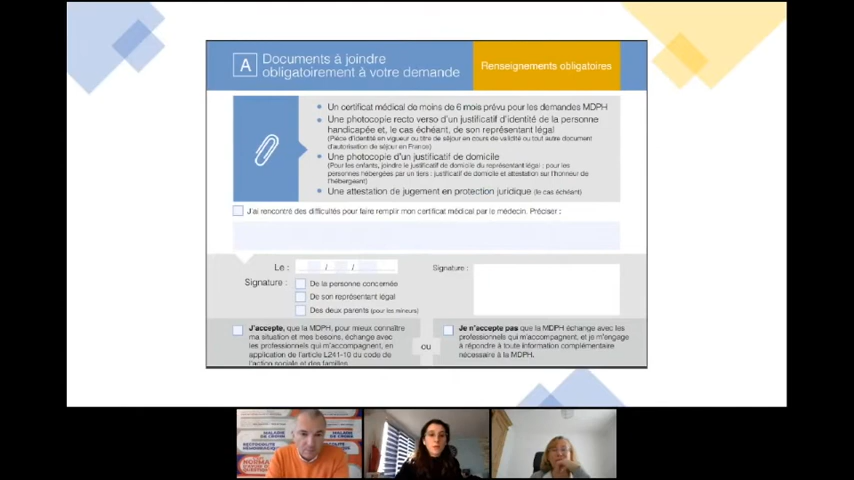 A
Documents à joindre
obligatoirement à votre demande
Renseignements obligatoires
Un certificat médical de moins de 6 mois prévu pour les demandes MDPH
Une photocopie recto verso d'un justificatif d'identité de la personne
handicapée et, le cas échéant, de son représentant légal
(Pièce d'identité en vigueur ou titre de séjour en cours de validité ou tout autre document
d'autorisation de séjour en France)
Une photocopie d'un justificatif de domicile
(Pour les enfants, joindre le justificatif de domicile du représentant légal ; pour les
personnes hébergées par un tiers : justificatif de domicile et attestation sur l'honneur de
l'hébergeant)
Une attestation de jugement en protection juridique (le cas échéant)
J'ai rencontré des difficultés pour faire remplir mon certificat médical par le médecin. Préciser :
Le : / /
Signature :
De la personne concernée
De son représentant légal
Des deux parents (pour les mineurs)
Signature :
J'accepte, que la MDPH, pour mieux connaître
ma situation et mes besoins, échange avec
les professionnels qui m'accompagnent, en
application de l'article L241-10 du code de
l'action sociale et des familles
ou
Je n'accepte pas que la MDPH échange avec les
professionnels qui m'accompagnent, et je m'engage
à répondre à toute information complémentaire
nécessaire à la MDPH.
MALADIE
DE CROHN
RECTOCOLITE
HÉMORRAGIQUE